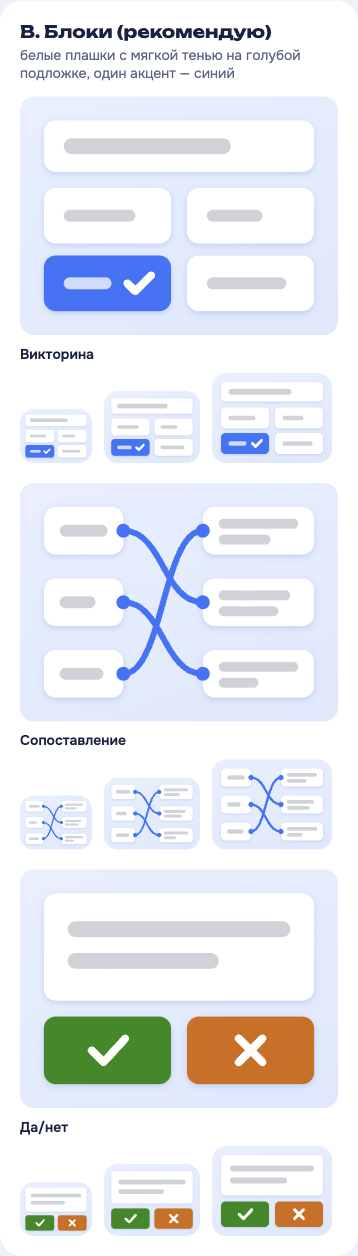 В. Блоки (рекомендую)
белые плашки с мягкой тенью на голубой
подложке, один акцент — синий
Викторина
Сопоставление
Да/нет